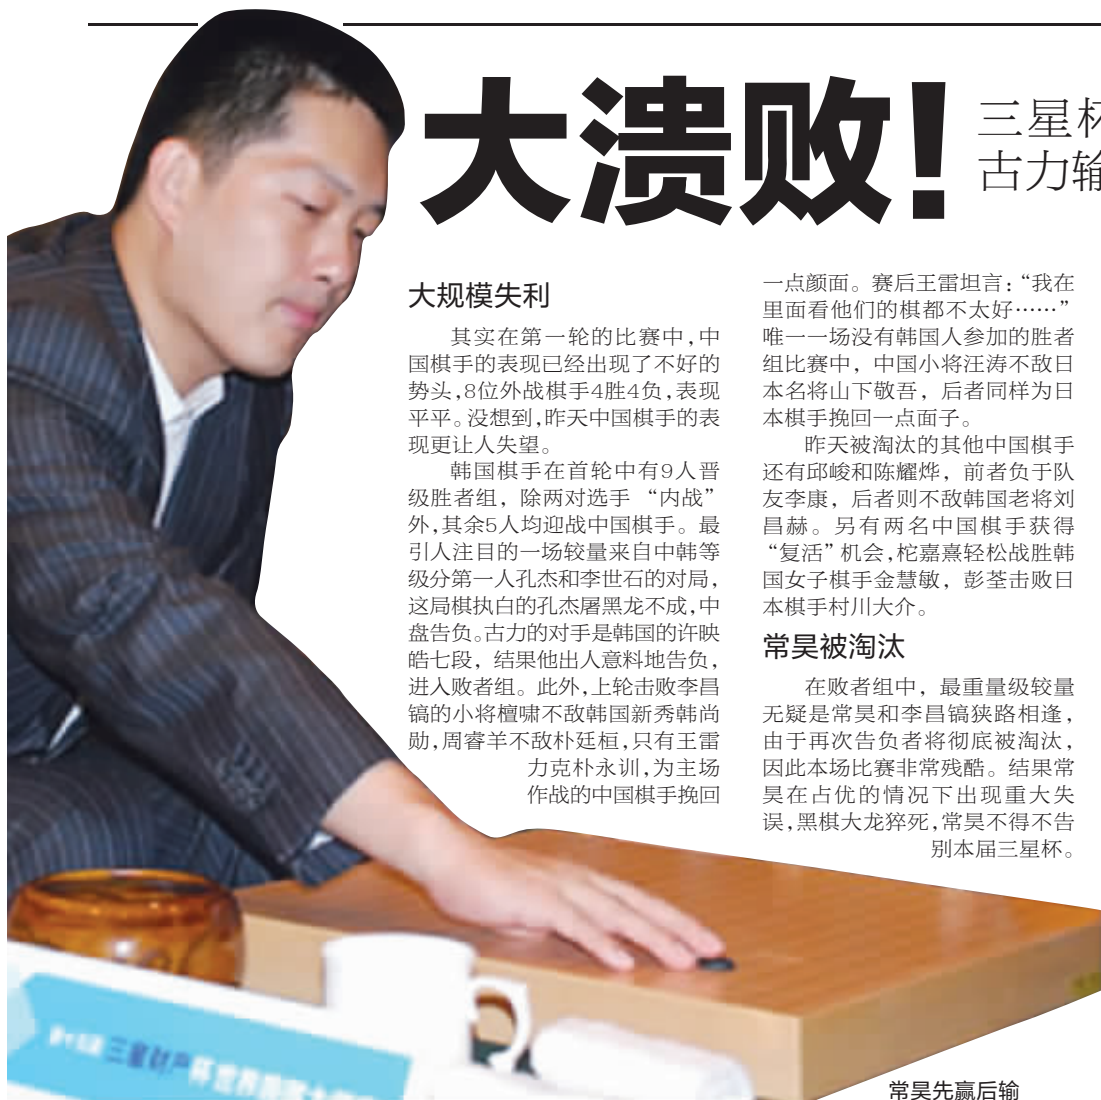 大溃败！
三星杯
古力输
大规模失利
其实在第一轮的比赛中，中
国棋手的表现已经出现了不好的
势头，8位外战棋手4胜4负，表现
平平。没想到，昨天中国棋手的表
现更让人失望。
韩国棋手在首轮中有9人晋
级胜者组，除两对选手“内战”
外，其余5人均迎战中国棋手。最
引人注目的一场较量来自中韩等
级分第一人孔杰和李世石的对局，
这局棋执白的孔杰屠黑龙不成，中
盘告负。古力的对手是韩国的许映
皓七段，结果他出人意料地告负，
进入败者组。此外，上轮击败李昌
镐的小将檀啸不敌韩国新秀韩尚
勋，周睿羊不敌朴廷桓，只有王雷
力克朴永训，为主场
作战的中国棋手挽回
一点颜面。赛后王雷坦言：“我在
里面看他们的棋都不太好……”
唯一一场没有韩国人参加的胜者
组比赛中，中国小将汪涛不敌日
本名将山下敬吾，后者同样为日
本棋手挽回一点面子。
昨天被淘汰的其他中国棋手
还有邱峻和陈耀烨，前者负于队
友李康，后者则不敌韩国老将刘
昌赫。另有两名中国棋手获得
“复活”机会，柁嘉熹轻松战胜韩
国女子棋手金慧敏，彭荃击败日
本棋手村川大介。
常昊被淘汰
在败者组中，最重量级较量
无疑是常昊和李昌镐狭路相逢，
由于再次告负者将彻底被淘汰，
因此本场比赛非常残酷。结果常
昊在占优的情况下出现重大失
误，黑棋大龙猝死，常昊不得不告
别本届三星杯。
三星财产杯世界围棋大
常昊先赢后输